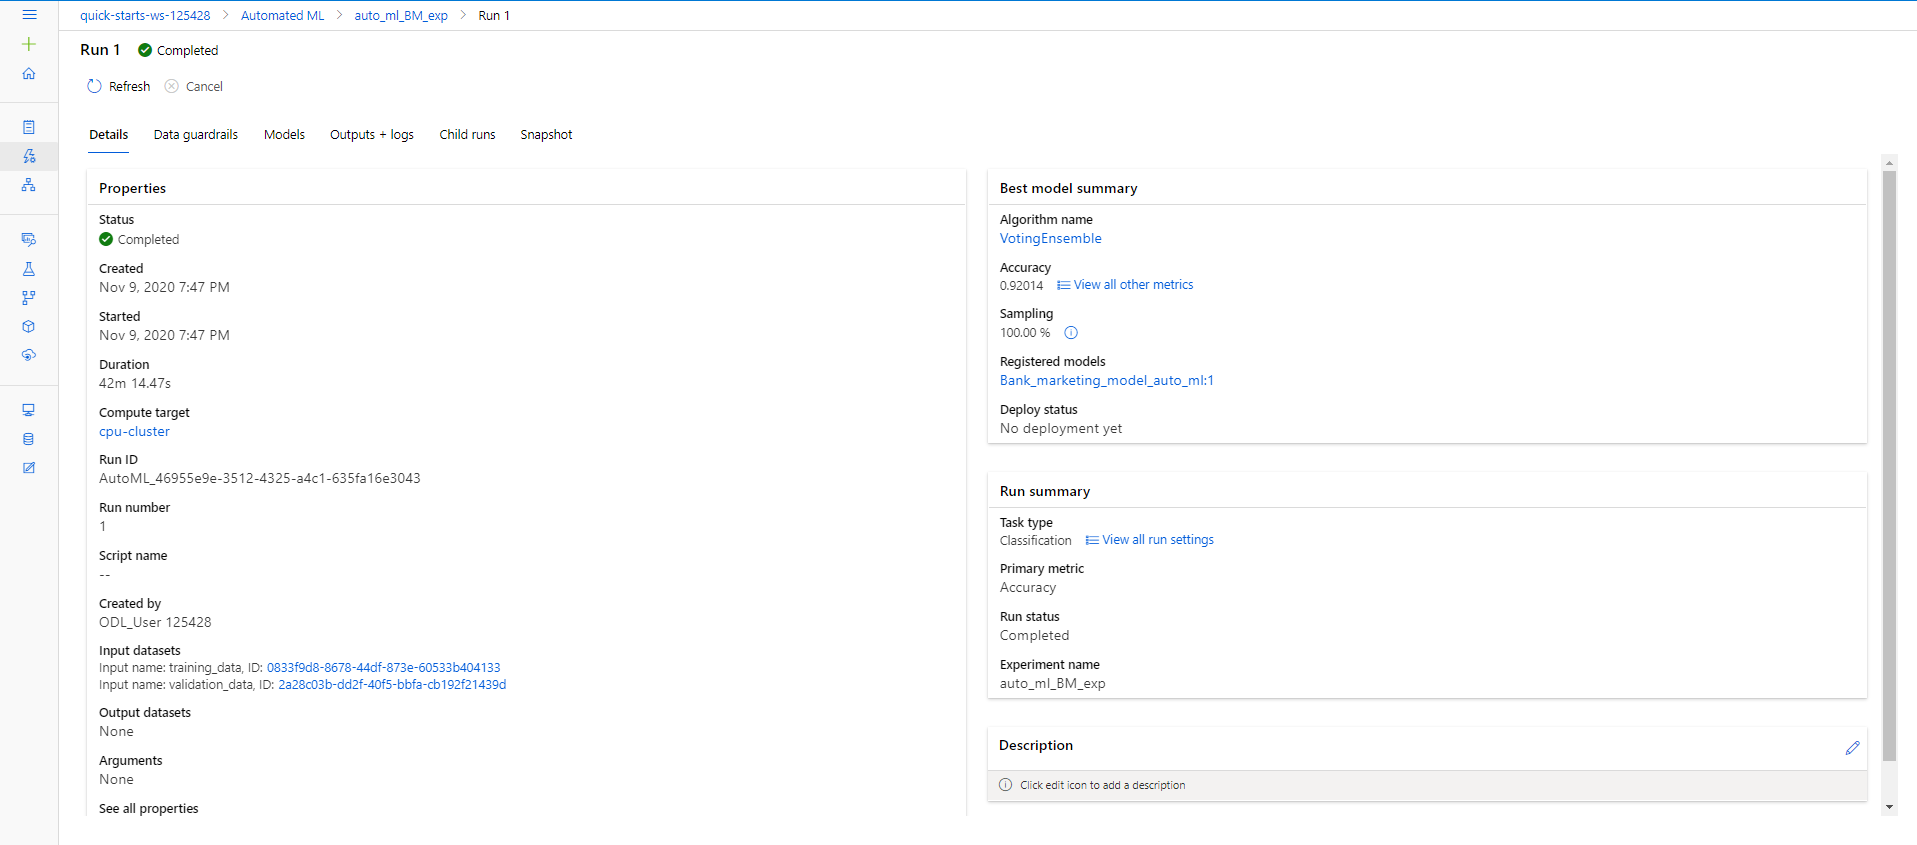 quick-starts-ws-125428 > Automated ML > auto_ml_BM_exp > Run 1
Run 1 Completed
Refresh Cancel
Details Data guardrails Models Outputs + logs Child runs Snapshot
Properties
Status
Completed
Created
Nov 9, 2020 7:47 PM
Started
Nov 9, 2020 7:47 PM
Duration
42m 14.47s
Compute target
cpu-cluster
Run ID
AutoML_46955e9e-3512-4325-a4c1-635fa16e3043
Run number
1
Script name
--
Created by
ODL_User 125428
Input datasets
Input name: training_data, ID: 0833f9d8-8678-44df-873e-60533b404133
Input name: validation_data, ID: 2a28c03b-dd2f-40f5-bbfa-cb192f21439d
Output datasets
None
Arguments
None
See all properties
Best model summary
Algorithm name
VotingEnsemble
Accuracy
0.92014 View all other metrics
Sampling
100.00 %
Registered models
Bank_marketing_model_auto_ml:1
Deploy status
No deployment yet
Run summary
Task type
Classification View all run settings
Primary metric
Accuracy
Run status
Completed
Experiment name
auto_ml_BM_exp
Description
Click edit icon to add a description